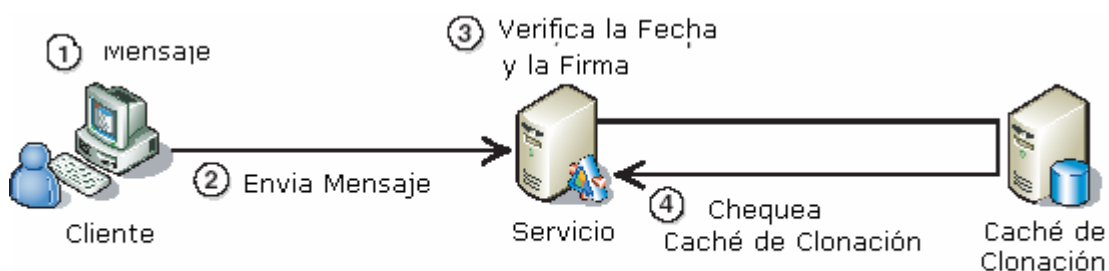 1 Mensaje
3 Verifica la Fecha
y la Firma
2 Envia Mensaje
4 Chequea
Caché de Clonación
Cliente
Servicio
Caché de
Clonación